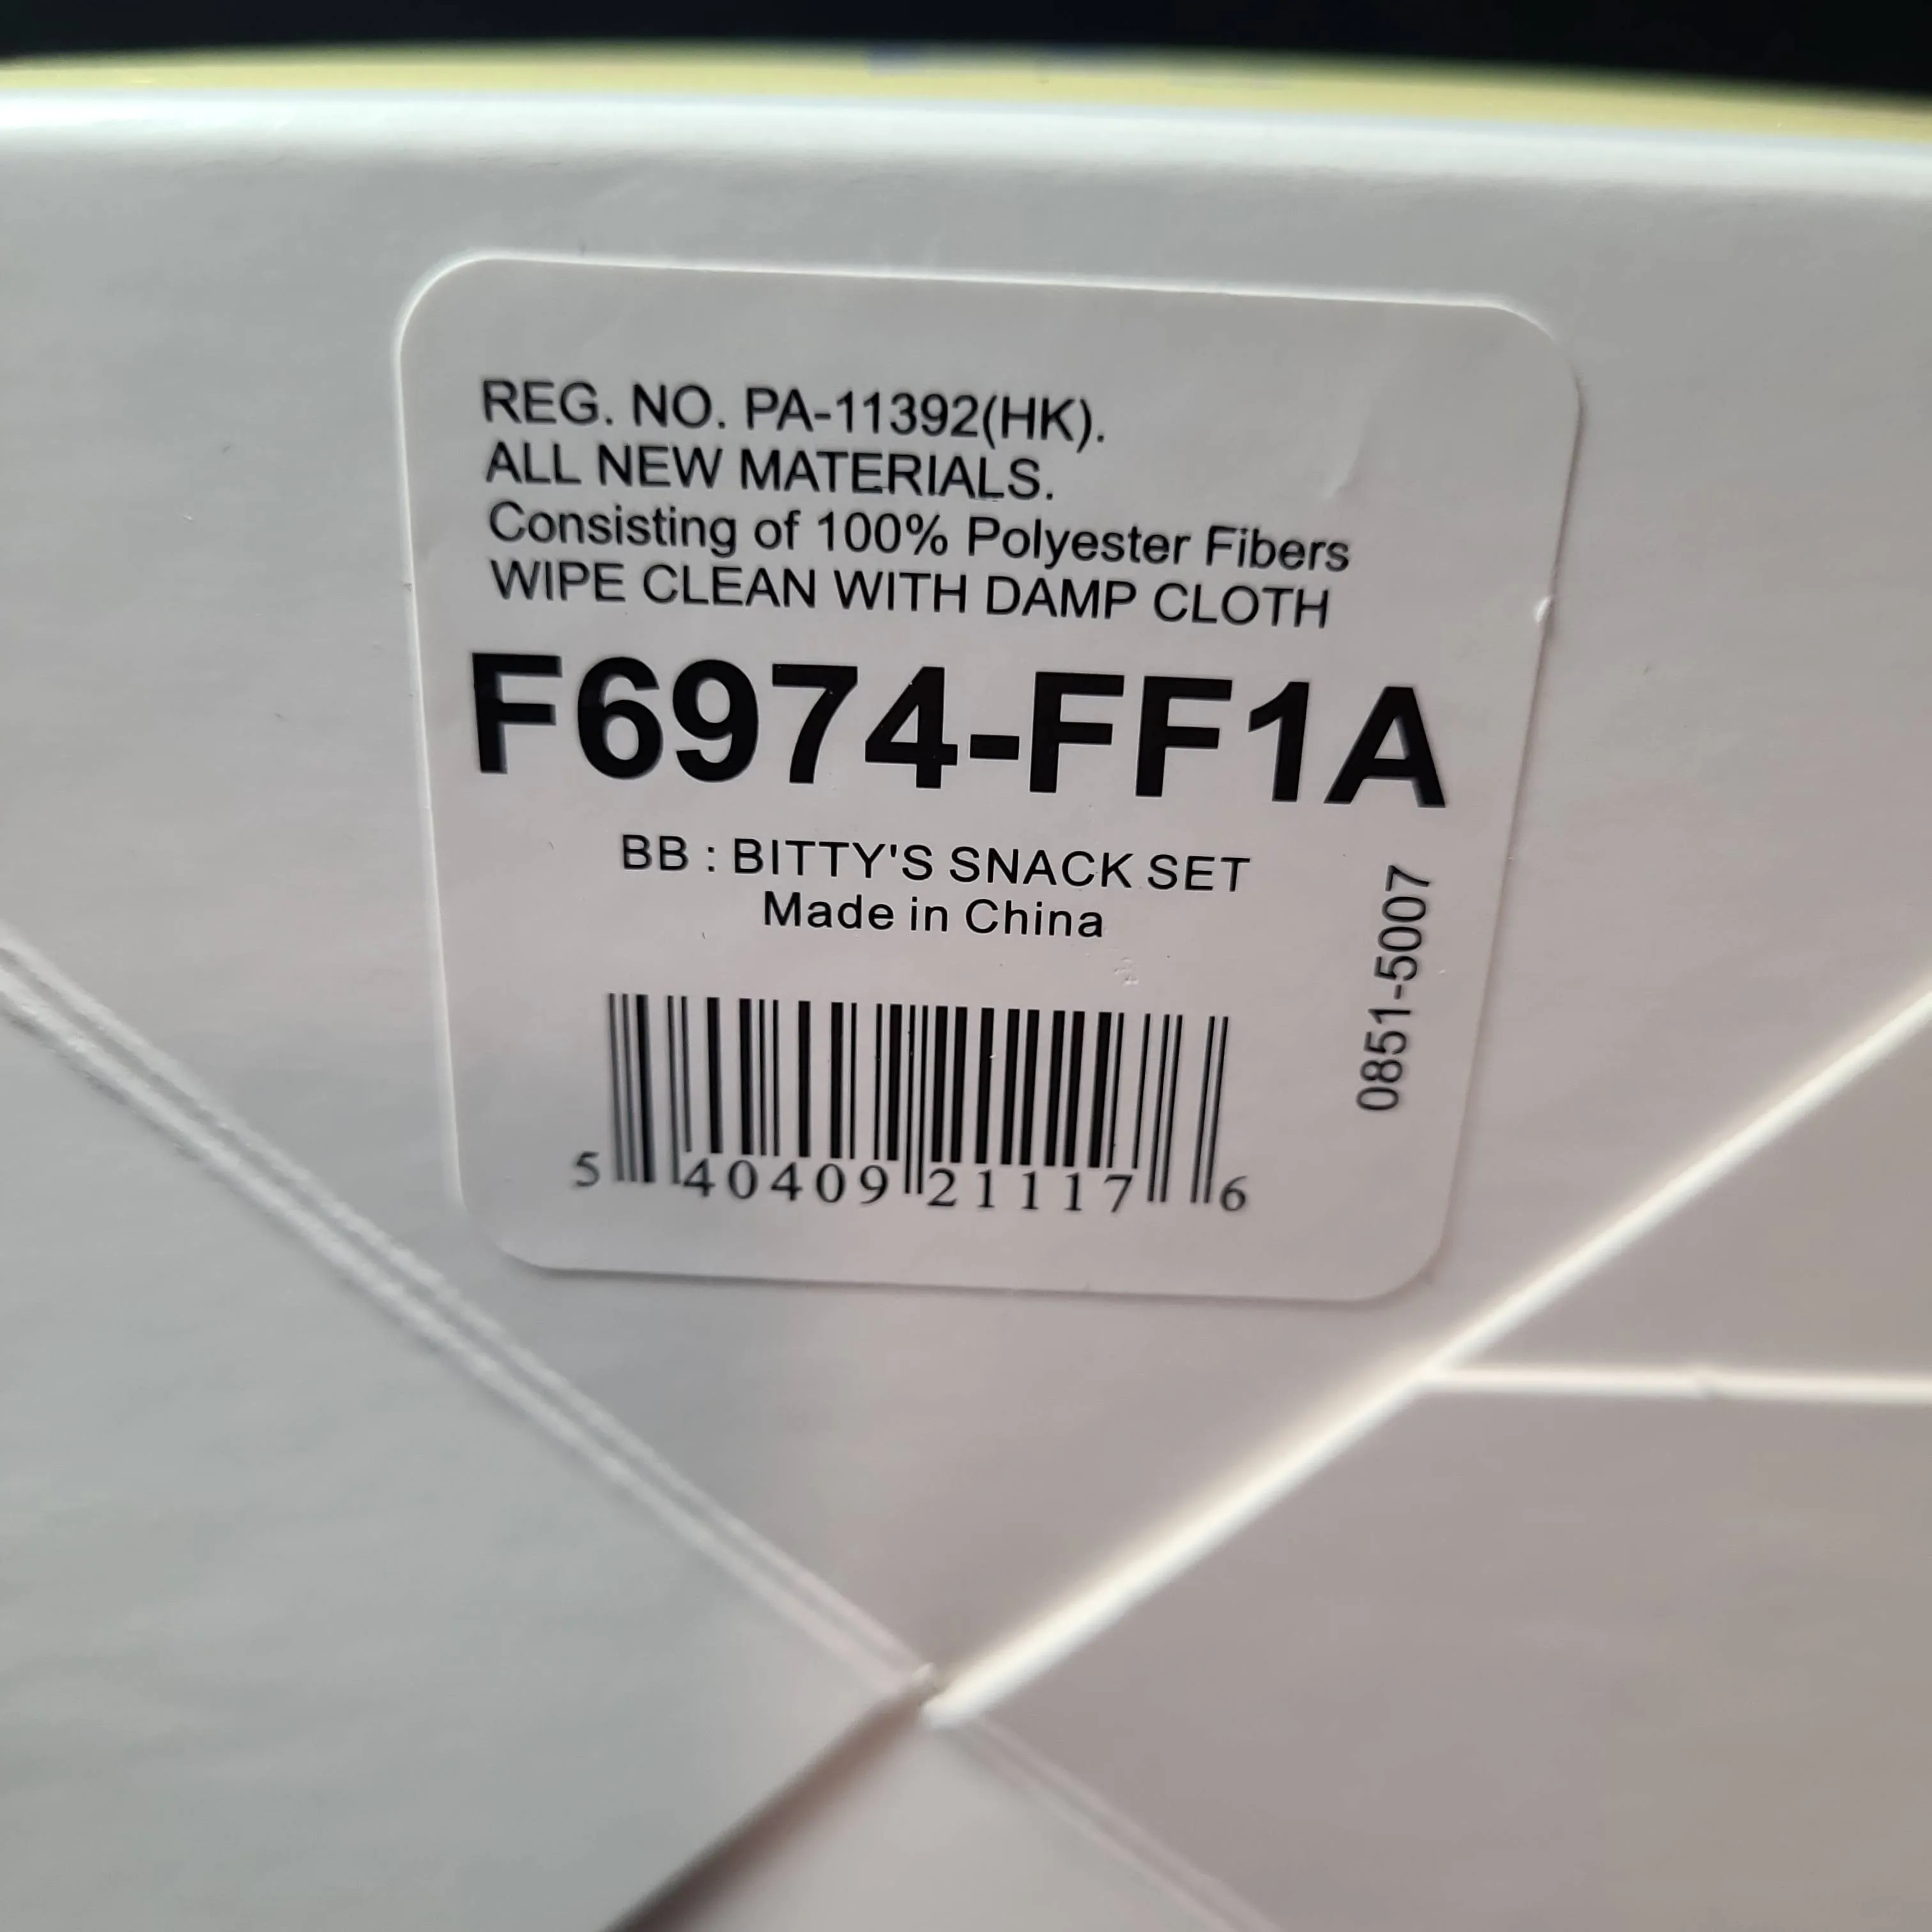 REG. NO. PA-11392(HK).
ALL NEW MATERIALS.
Consisting of 100% Polyester Fibers
WIPE CLEAN WITH DAMP CLOTH
F6974-FF1A
BB : BITTY'S SNACK SET
Made in China
0851-5007
5 40409 21117 6